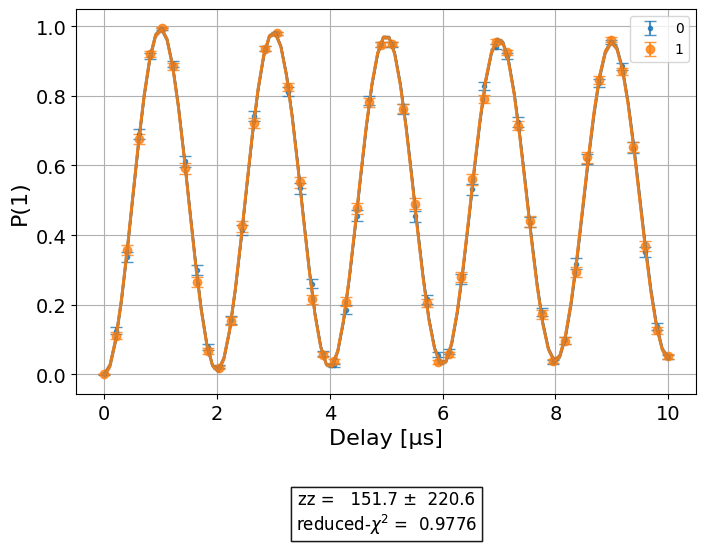 1.0
0.8
0.6
0.4
0.2
0.0
P(1)
0
1
0 2 4 6 8 10
Delay [μs]
zz = 151.7 ± 220.6
reduced-χ² = 0.9776